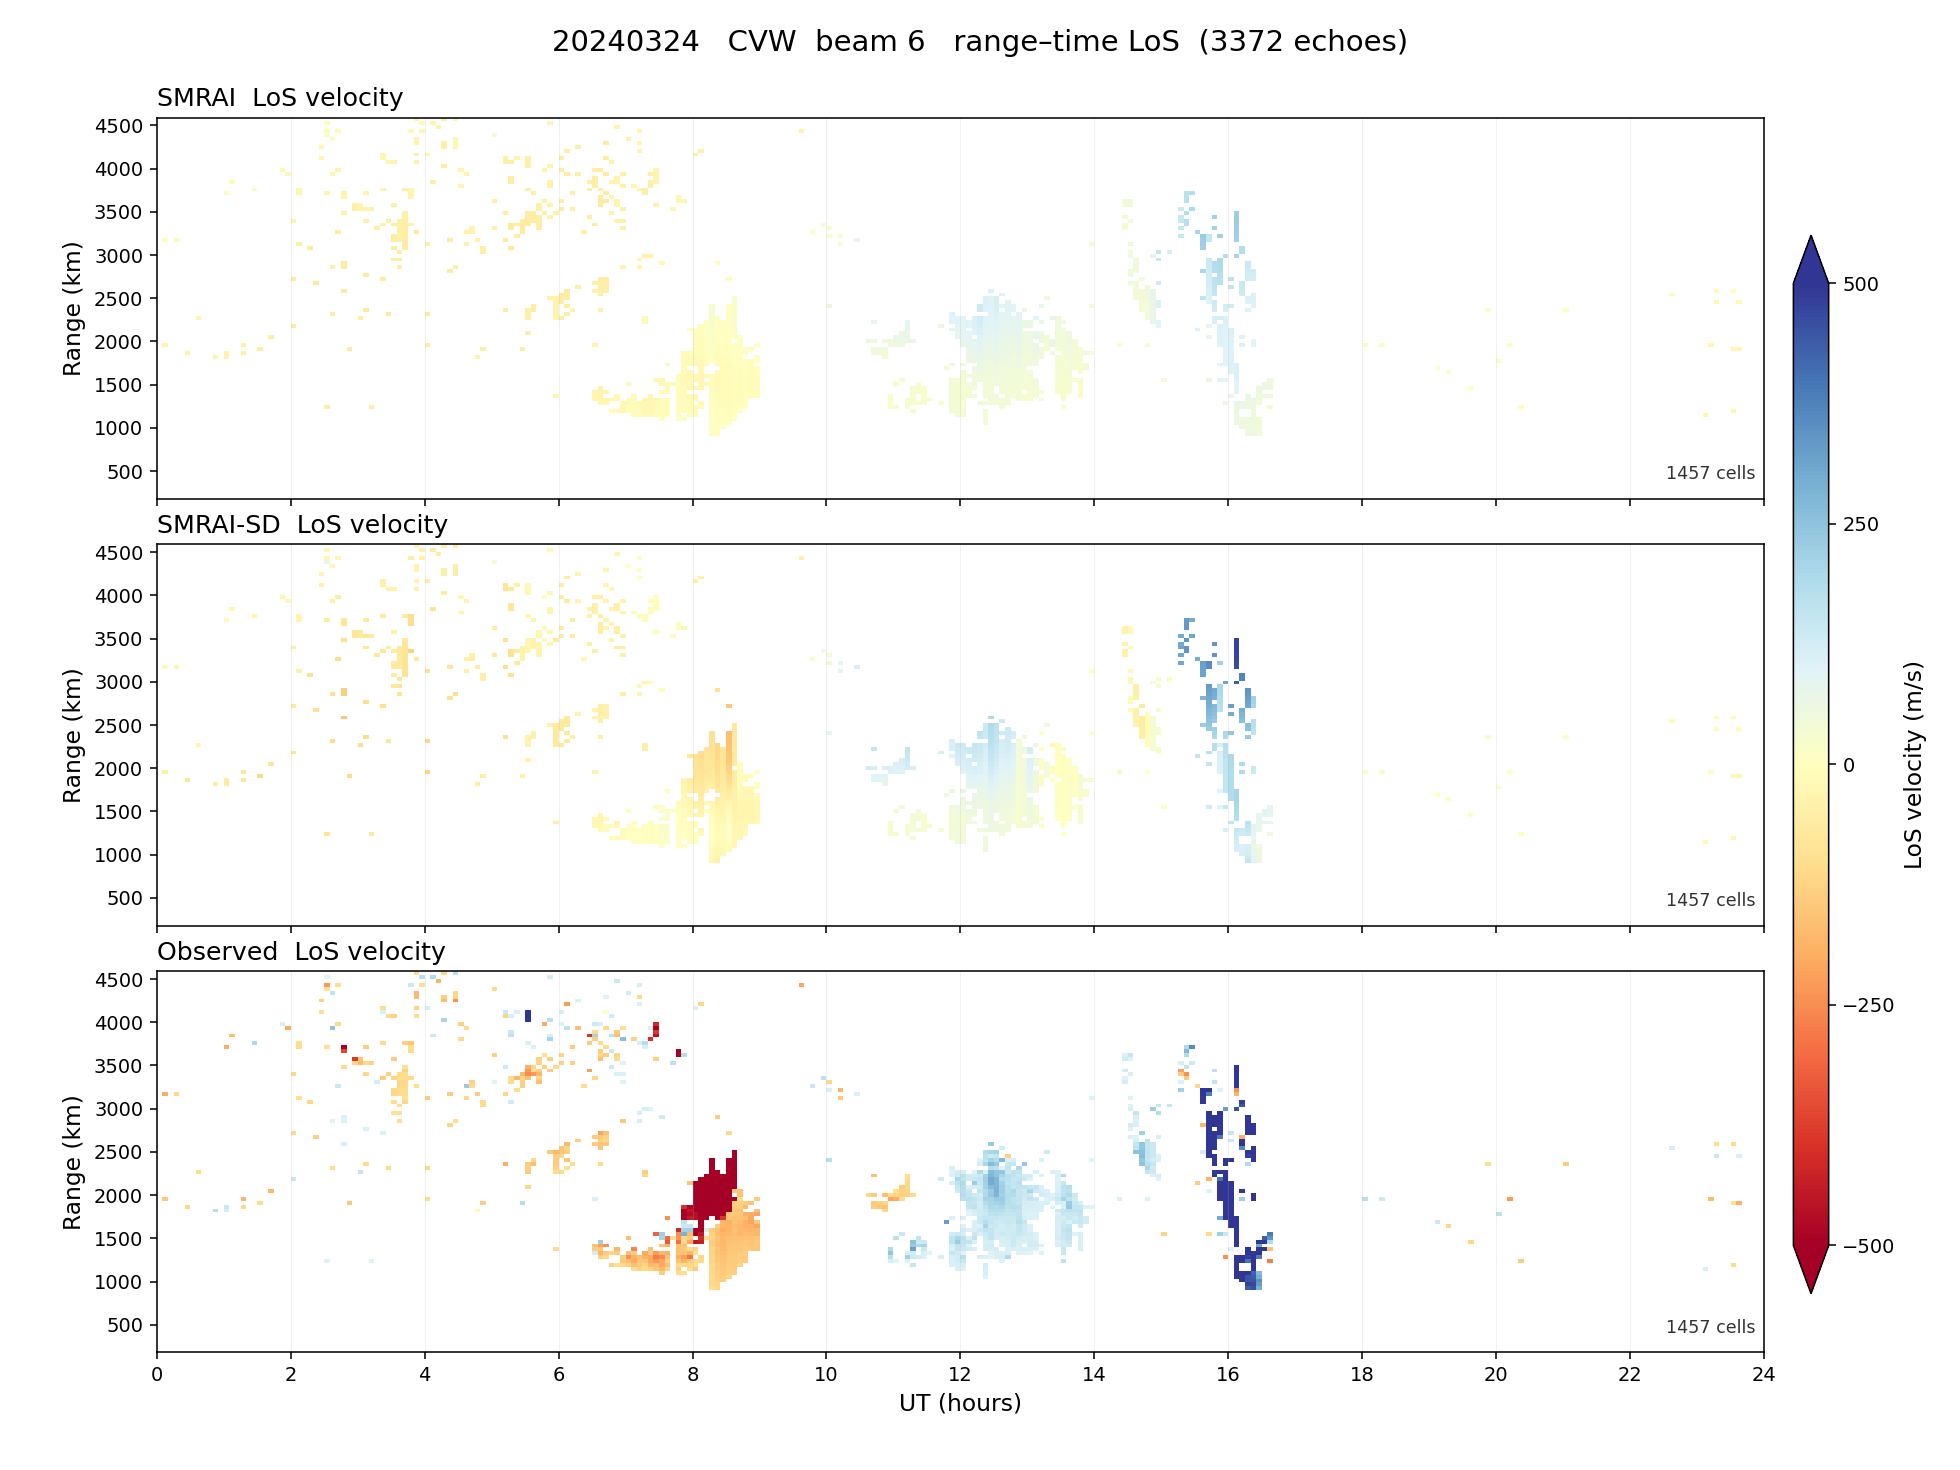 20240324   CVW  beam 6   range–time LoS  (3372 echoes)
SMRAI  LoS velocity
4500
4000
3500
3000
2500
2000
1500
1000
500
Range (km)
1457 cells
SMRAI-SD  LoS velocity
4500
4000
3500
3000
2500
2000
1500
1000
500
Range (km)
1457 cells
Observed  LoS velocity
4500
4000
3500
3000
2500
2000
1500
1000
500
Range (km)
1457 cells
0 2 4 6 8 10 12 14 16 18 20 22 24
UT (hours)
500
250
0
−250
−500
LoS velocity (m/s)